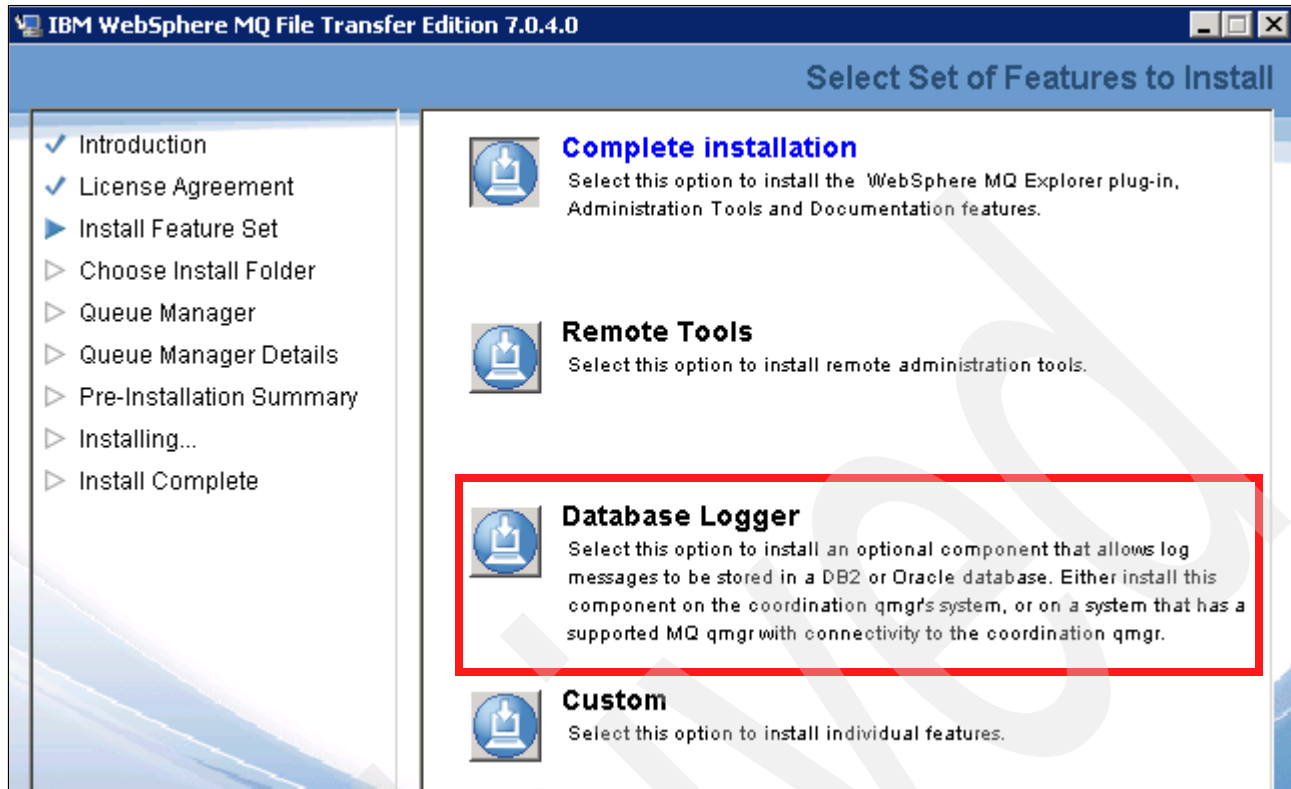 IBM WebSphere MQ File Transfer Edition 7.0.4.0
Select Set of Features to Install
Introduction
License Agreement
Install Feature Set
Choose Install Folder
Queue Manager
Queue Manager Details
Pre-Installation Summary
Installing...
Install Complete
Complete installation
Select this option to install the WebSphere MQ Explorer plug-in,
Administration Tools and Documentation features.
Remote Tools
Select this option to install remote administration tools.
Database Logger
Select this option to install an optional component that allows log
messages to be stored in a DB2 or Oracle database. Either install this
component on the coordination qmgr's system, or on a system that has a
supported MQ qmgr with connectivity to the coordination qmgr.
Custom
Select this option to install individual features.